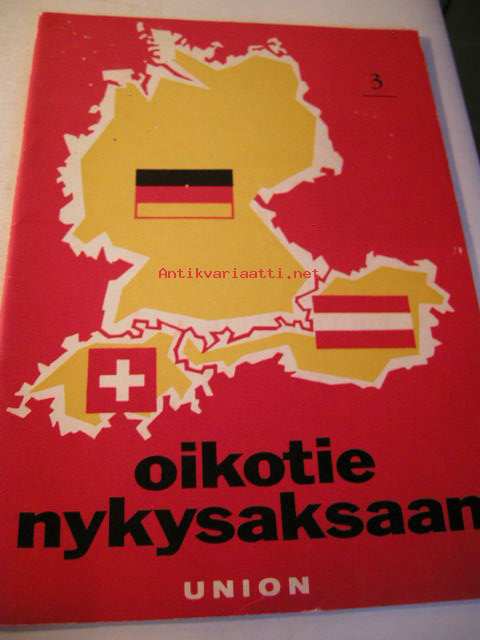 3
Antikvariaatti.net
oikotie
nykysaksaan
UNION